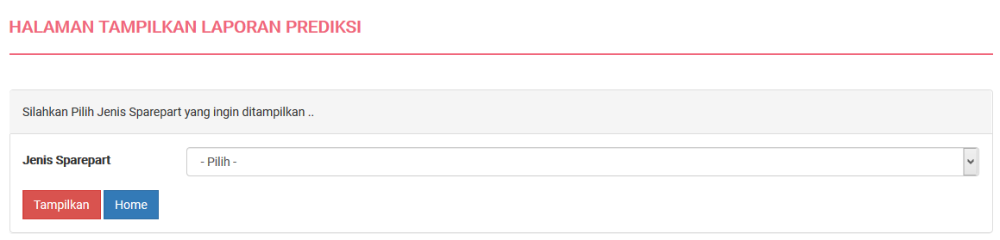 HALAMAN TAMPILKAN LAPORAN PREDIKSI
Silahkan Pilih Jenis Sparepart yang ingin ditampilkan ..
Jenis Sparepart
- Pilih -
Tampilkan
Home